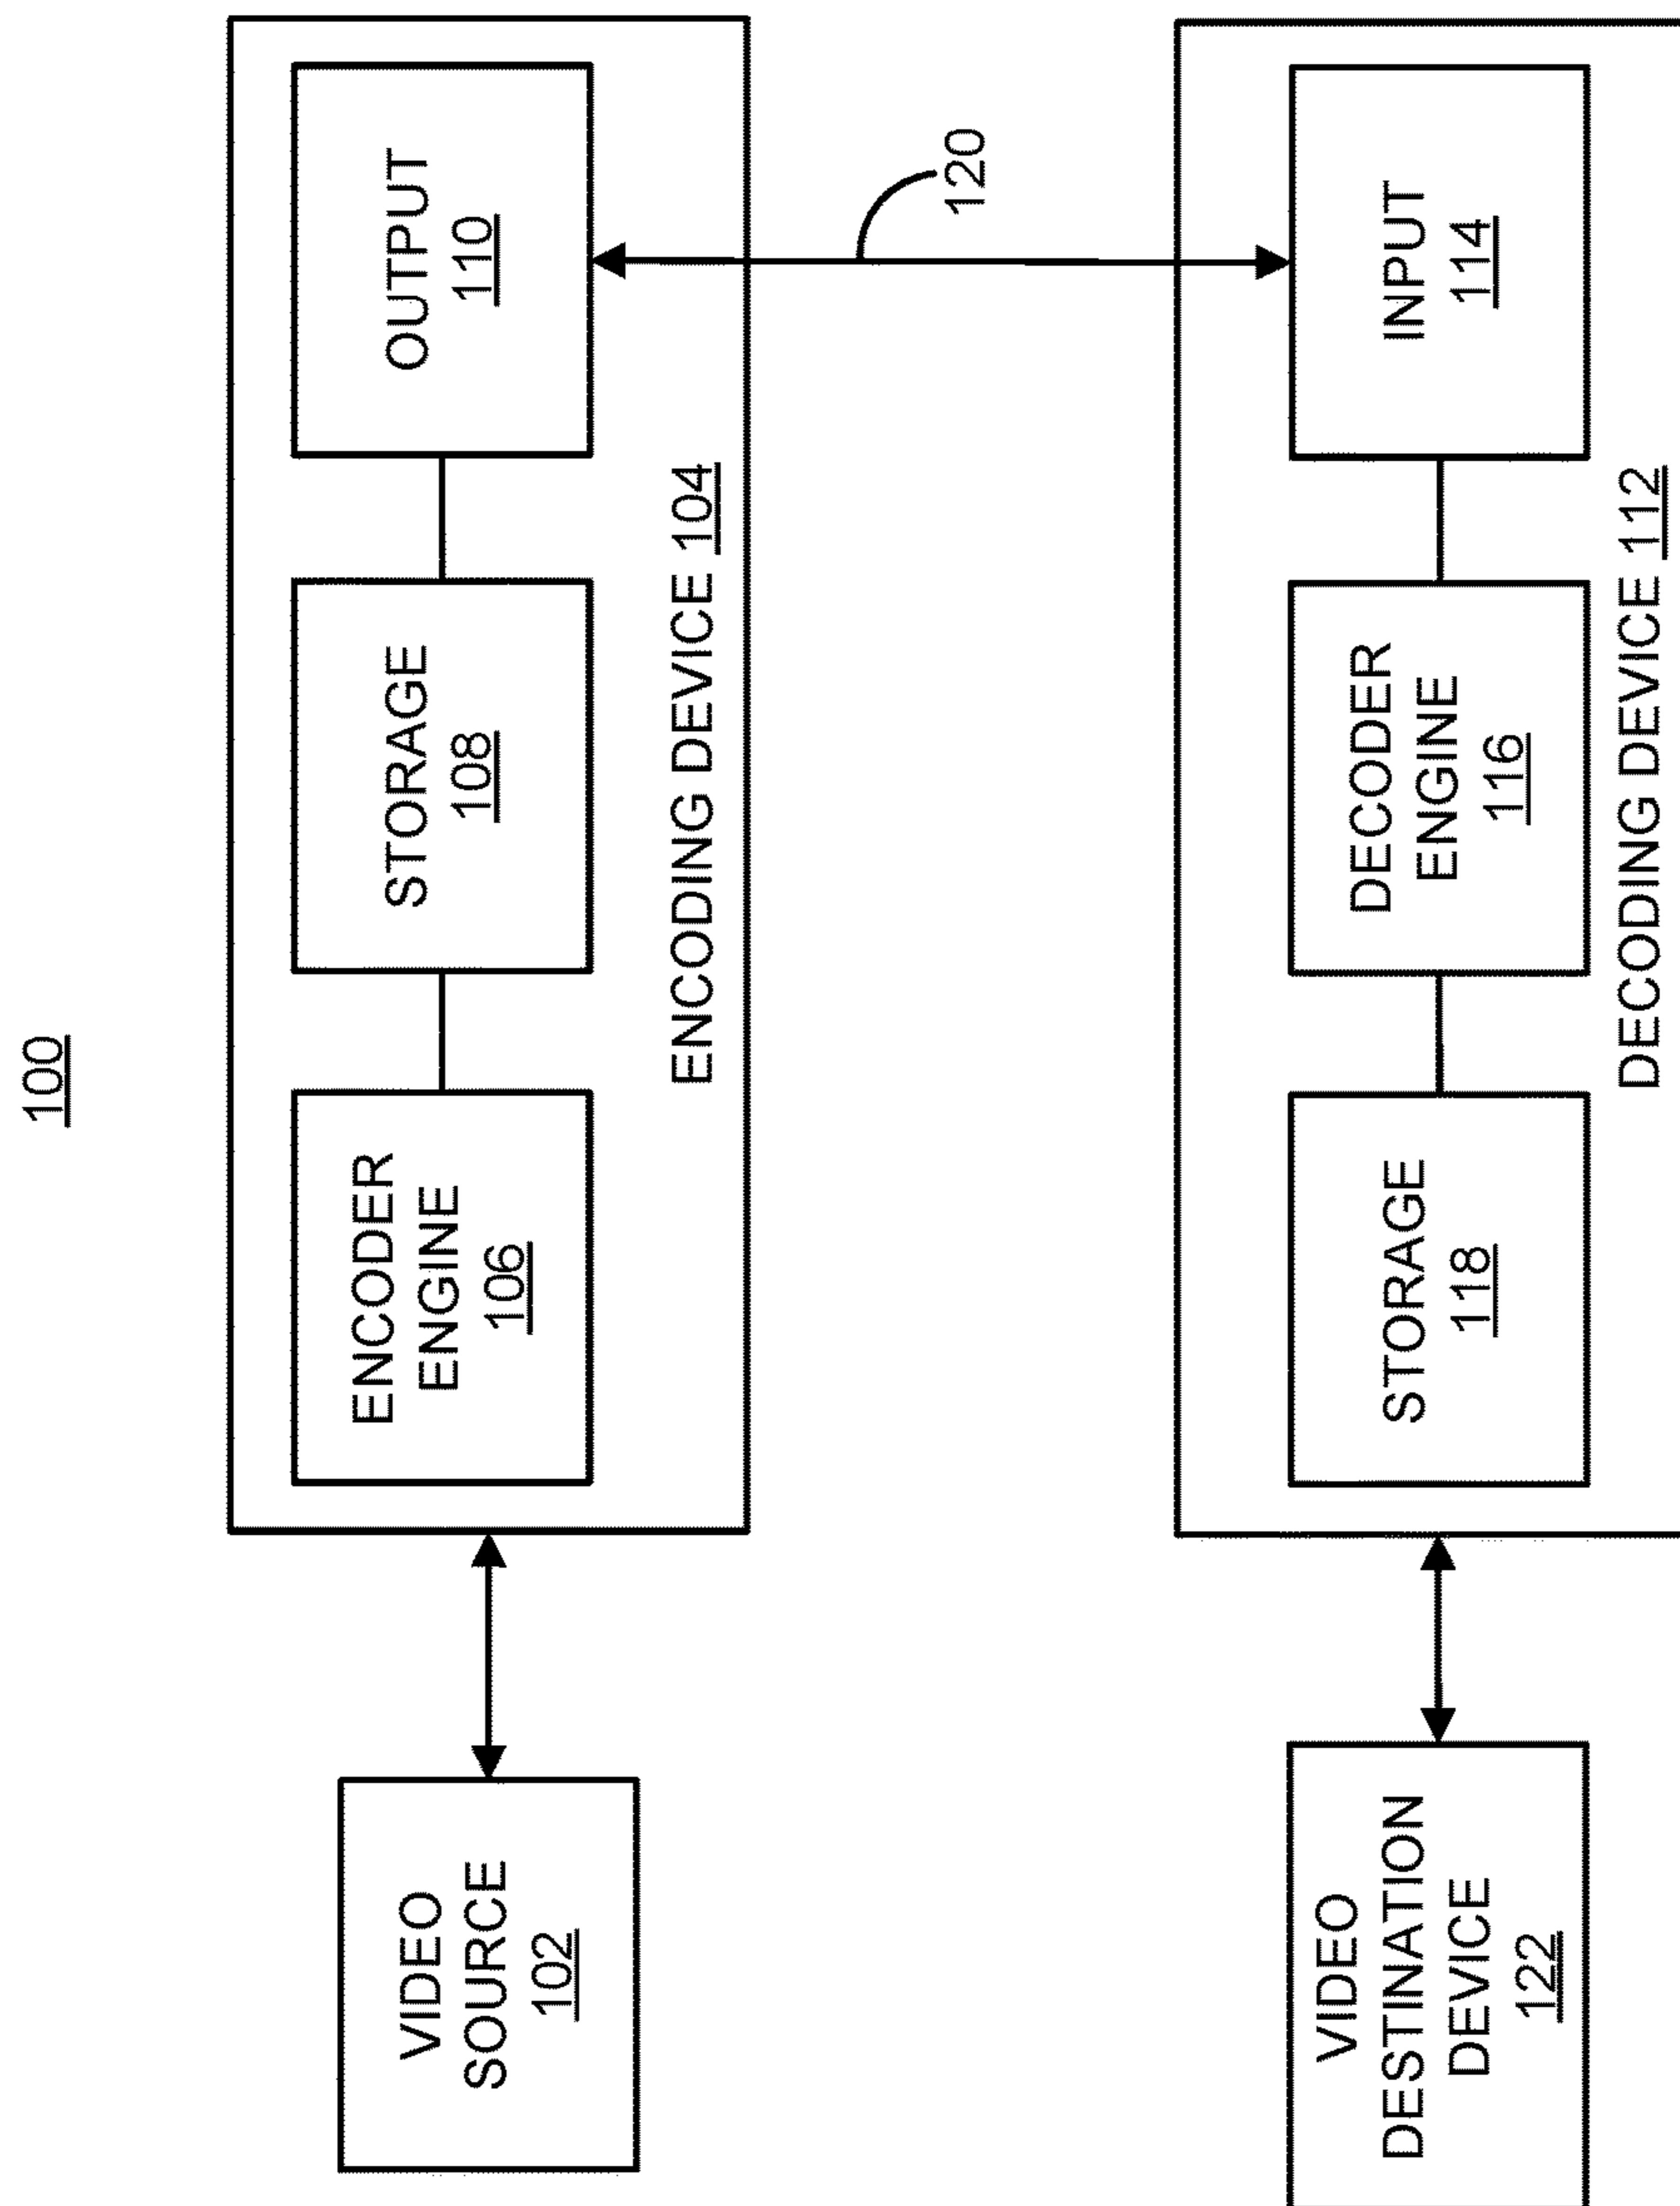 100
VIDEO
SOURCE
102
ENCODER
ENGINE
106
STORAGE
108
OUTPUT
110
ENCODING DEVICE 104
120
VIDEO
DESTINATION
DEVICE
122
STORAGE
118
DECODER
ENGINE
116
INPUT
114
DECODING DEVICE 112